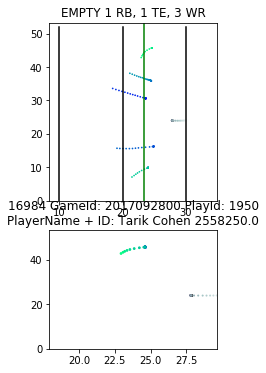 EMPTY 1 RB, 1 TE, 3 WR
50
40
30
20
10
0
10 20 30
16984 GameId: 2017092800 PlayId: 1950
PlayerName + ID: Tarik Cohen 2558250.0
40
20
0
20.0 22.5 25.0 27.5